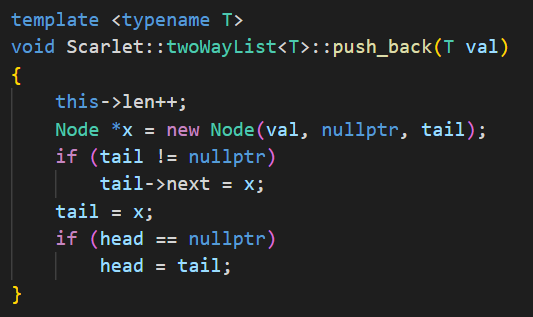 template <typename T>
void Scarlet::twoWayList<T>::push_back(T val)
{
    this->len++;
    Node *x = new Node(val, nullptr, tail);
    if (tail != nullptr)
        tail->next = x;
    tail = x;
    if (head == nullptr)
        head = tail;
}